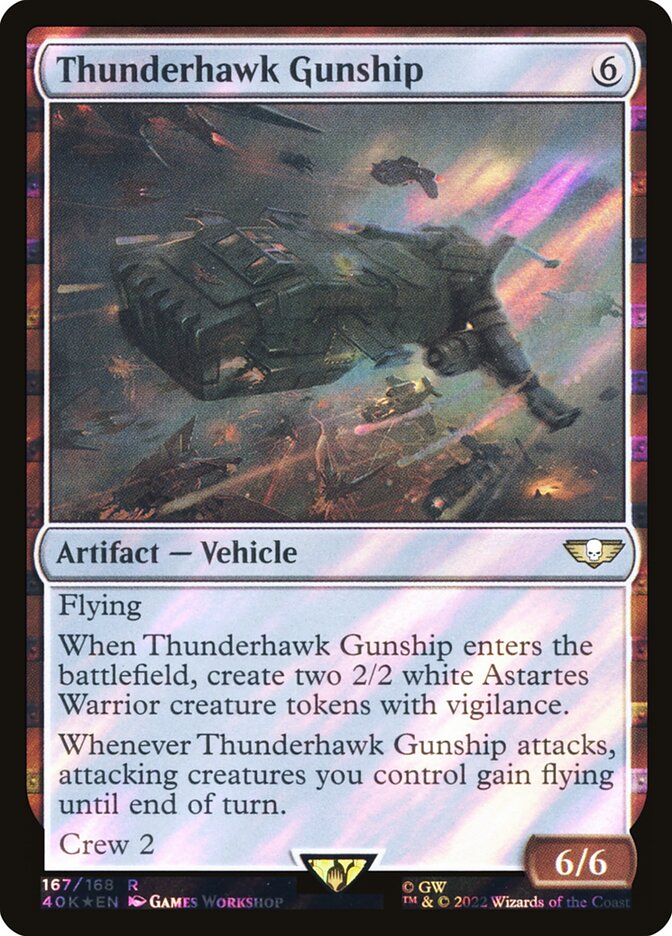 Thunderhawk Gunship 6
Artifact — Vehicle
Flying
When Thunderhawk Gunship enters the
battlefield, create two 2/2 white Astartes
Warrior creature tokens with vigilance.
Whenever Thunderhawk Gunship attacks,
attacking creatures you control gain flying
until end of turn.
Crew 2
6/6
167/168 R
40K★EN GAMES WORKSHOP
© GW
™ & © 2022 Wizards of the Coast